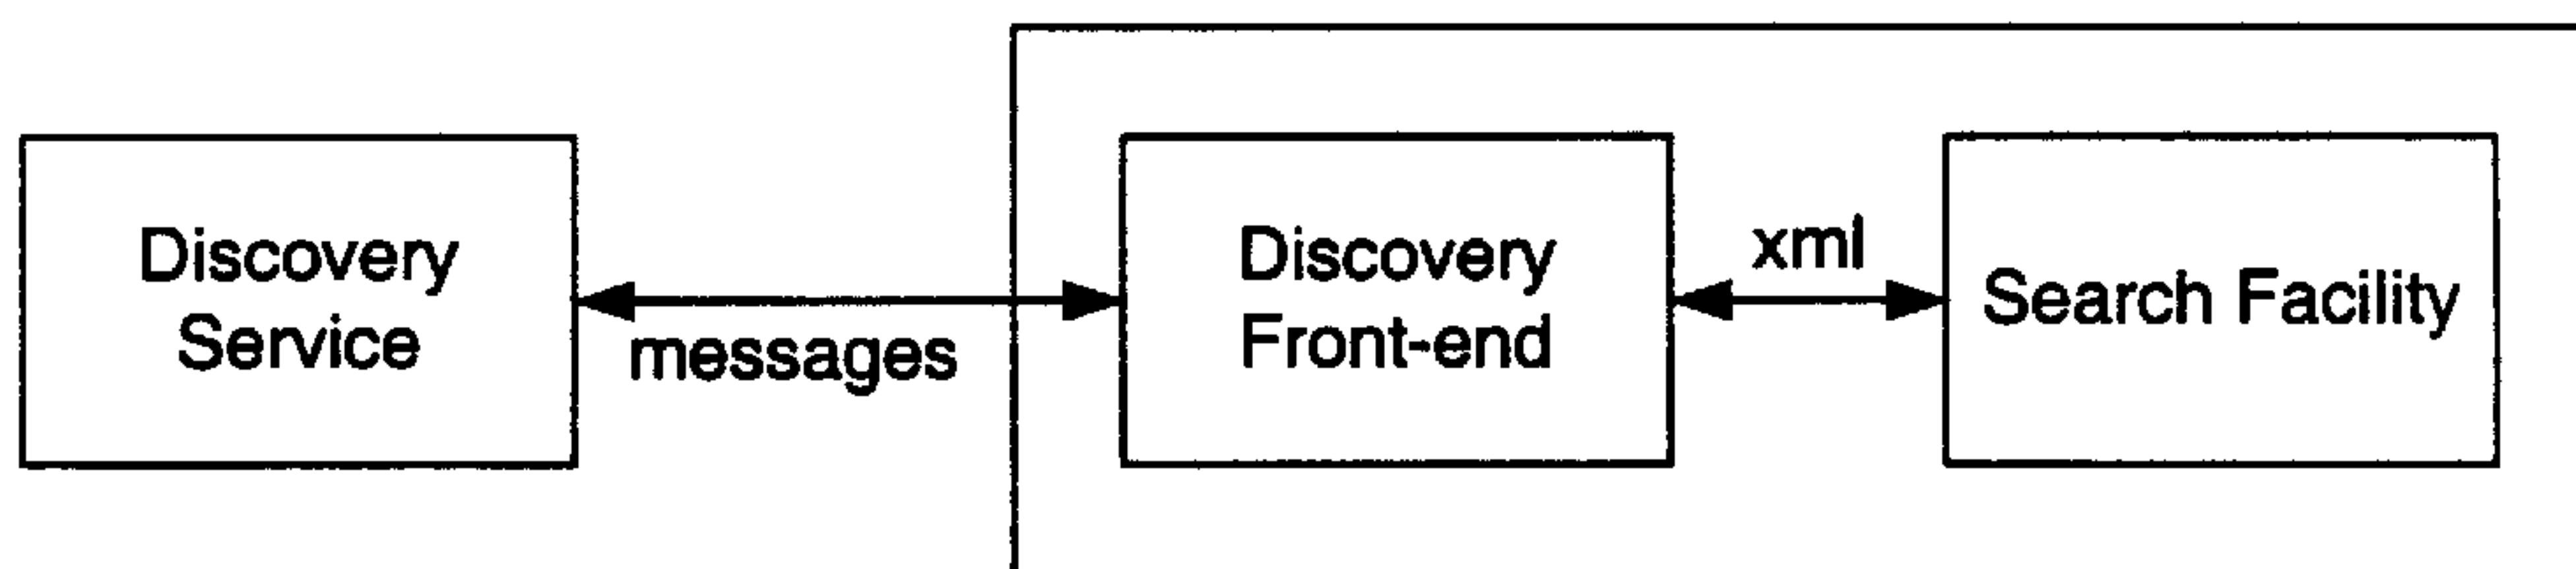 Discovery
Service
messages
Discovery
Front-end
xml
Search Facility